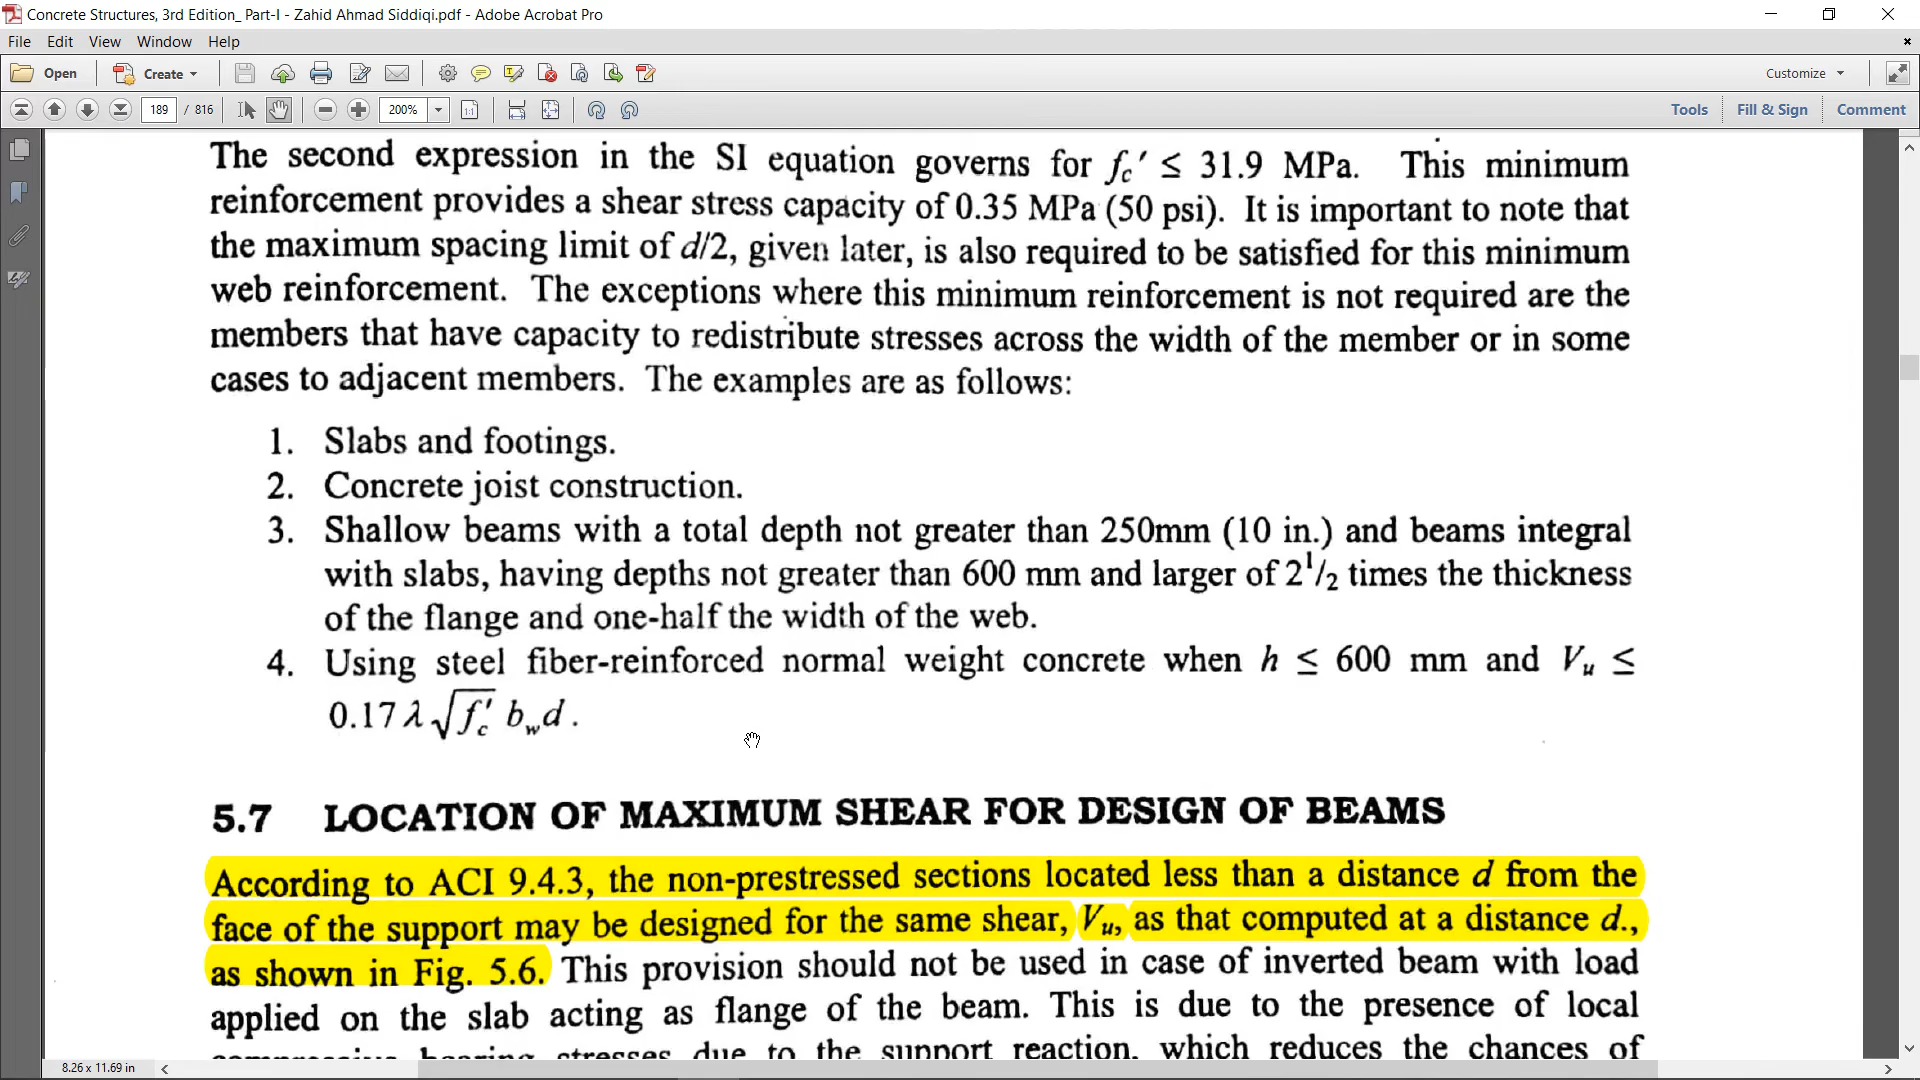 Concrete Structures, 3rd Edition_ Part-I - Zahid Ahmad Siddiqi.pdf - Adobe Acrobat Pro
File Edit View Window Help
Open Create Customize
189 / 816 200% Tools Fill & Sign Comment
The second expression in the SI equation governs for fc′ ≤ 31.9 MPa. This minimum
reinforcement provides a shear stress capacity of 0.35 MPa (50 psi). It is important to note that
the maximum spacing limit of d/2, given later, is also required to be satisfied for this minimum
web reinforcement. The exceptions where this minimum reinforcement is not required are the
members that have capacity to redistribute stresses across the width of the member or in some
cases to adjacent members. The examples are as follows:
1. Slabs and footings.
2. Concrete joist construction.
3. Shallow beams with a total depth not greater than 250mm (10 in.) and beams integral
with slabs, having depths not greater than 600 mm and larger of 2¹/₂ times the thickness
of the flange and one-half the width of the web.
4. Using steel fiber-reinforced normal weight concrete when h ≤ 600 mm and Vu ≤
0.17 λ √fc′ bwd .
5.7 LOCATION OF MAXIMUM SHEAR FOR DESIGN OF BEAMS
According to ACI 9.4.3, the non-prestressed sections located less than a distance d from the
face of the support may be designed for the same shear, Vu, as that computed at a distance d.,
as shown in Fig. 5.6. This provision should not be used in case of inverted beam with load
applied on the slab acting as flange of the beam. This is due to the presence of local
compressive bearing stresses due to the support reaction, which reduces the chances of
8.26 x 11.69 in